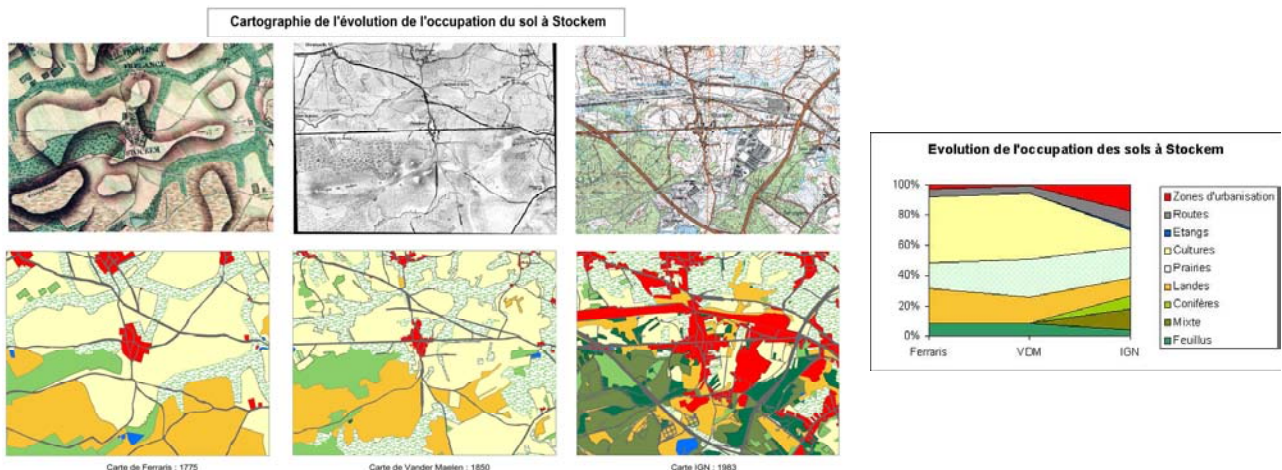 Cartographie de l'évolution de l'occupation du sol à Stockem
FRELANGE
STOCKEM
Carte de Ferraris : 1775
Carte de Vander Maelen : 1850
Carte IGN : 1983
Evolution de l'occupation des sols à Stockem
100%
80%
60%
40%
20%
0%
Ferraris
VDM
IGN
Zones d'urbanisation
Routes
Etangs
Cultures
Prairies
Landes
Conifères
Mixte
Feuillus